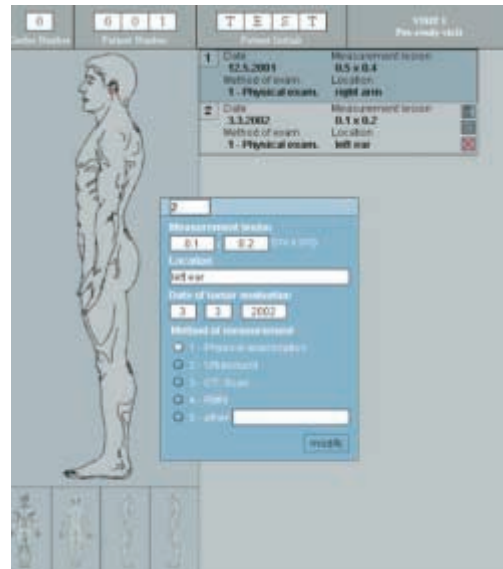 0 0 0 1 T E S T VISIT 1
Center Number Patient Number Patient Initials Pre-study visit
1 Date Measurement lesion
12.5.2001 0.5 x 0.4
Method of exam Location
1 - Physical exam. right arm
2 Date Measurement lesion
3.3.2002 0.1 x 0.2
Method of exam Location
1 - Physical exam. left ear
2
Measurement lesion
0.1 0.2
Location
left ear
Date of tumor evaluation
3 3 2002
Method of measurement
1 - Physical examination
2 - Ultrasound
3 - CT-Scan
4 - RMN
5 - other
modify